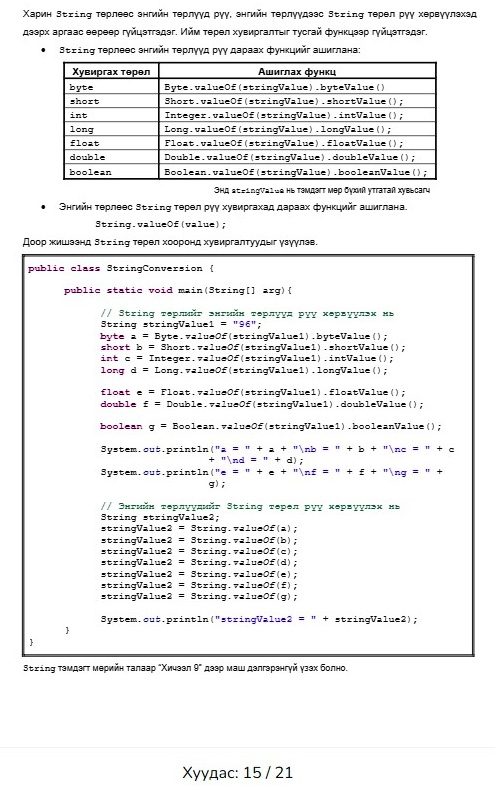 Харин String төрлөөс энгийн төрлүүд рүү, энгийн төрлүүдээс String төрөл рүү хөрвүүлэхэд
дээрх аргаас өөрөөр гүйцэтгэдэг. Ийм төрөл хувиргалтыг тусгай функцээр гүйцэтгэдэг.
• String төрлөөс энгийн төрлүүд рүү дараах функцийг ашиглана:
Хувиргах төрөл Ашиглах функц
byte Byte.valueOf(stringValue).byteValue()
short Short.valueOf(stringValue).shortValue();
int Integer.valueOf(stringValue).intValue();
long Long.valueOf(stringValue).longValue();
float Float.valueOf(stringValue).floatValue();
double Double.valueOf(stringValue).doubleValue();
boolean Boolean.valueOf(stringValue).booleanValue();
Энд stringValue нь тэмдэгт мөр бүхий утгатай хувьсагч
• Энгийн төрлөөс String төрөл рүү хувиргахад дараах функцийг ашиглана.
String.valueOf(value);
Доор жишээнд String төрөл хооронд хувиргалтуудыг үзүүлэв.
public class StringConversion {
public static void main(String[] arg){
// String төрлийг энгийн төрлүүд рүү хөрвүүлэх нь
String stringValue1 = "96";
byte a = Byte.valueOf(stringValue1).byteValue();
short b = Short.valueOf(stringValue1).shortValue();
int c = Integer.valueOf(stringValue1).intValue();
long d = Long.valueOf(stringValue1).longValue();
float e = Float.valueOf(stringValue1).floatValue();
double f = Double.valueOf(stringValue1).doubleValue();
boolean g = Boolean.valueOf(stringValue1).booleanValue();
System.out.println("a = " + a + "\nb = " + b + "\nc = " + c
+ "\nd = " + d);
System.out.println("e = " + e + "\nf = " + f + "\ng = " +
g);
// Энгийн төрлүүдийг String төрөл рүү хөрвүүлэх нь
String stringValue2;
stringValue2 = String.valueOf(a);
stringValue2 = String.valueOf(b);
stringValue2 = String.valueOf(c);
stringValue2 = String.valueOf(d);
stringValue2 = String.valueOf(e);
stringValue2 = String.valueOf(f);
stringValue2 = String.valueOf(g);
System.out.println("stringValue2 = " + stringValue2);
}
}
String тэмдэгт мөрийн талаар "Хичээл 9" дээр маш дэлгэрэнгүй үзэх болно.
Хуудас: 15 / 21